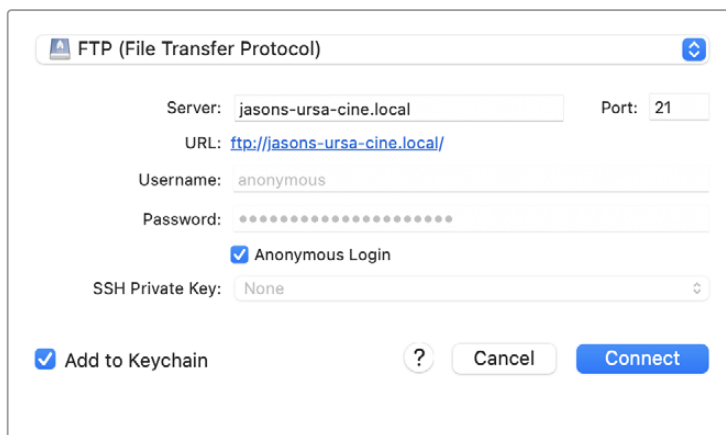 FTP (File Transfer Protocol)
Server: jasons-ursa-cine.local Port: 21
URL: ftp://jasons-ursa-cine.local/
Username: anonymous
Password: ●●●●●●●●●●●●●●●●●●●●●
Anonymous Login
SSH Private Key: None
Add to Keychain ? Cancel Connect